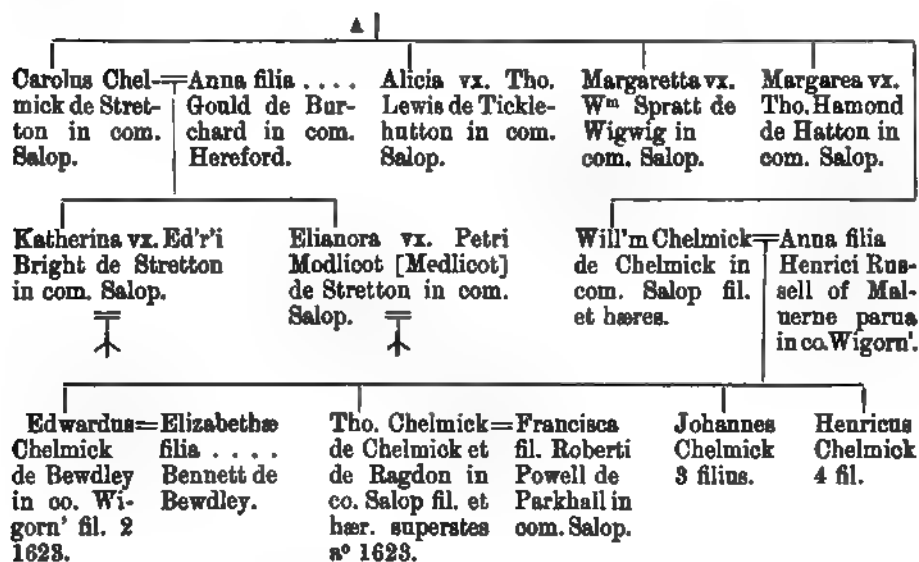 Carolus Chel-
mick de Stret-
ton in com.
Salop.
Anna filia . . . .
Gould de Bur-
chard in com.
Hereford.
Alicia vx. Tho.
Lewis de Tickle-
hutton in com.
Salop.
Margaretta vx.
Wᵐ Spratt de
Wigwig in
com. Salop.
Margarea vx.
Tho. Hamond
de Hatton in
com. Salop.
Katherina vx. Ed'r'i
Bright de Stretton
in com. Salop.
Elianora vx. Petri
Modlicot [Medlicot]
de Stretton in com.
Salop.
Will'm Chelmick
de Chelmick in
com. Salop fil.
et hæres.
Anna filia
Henrici Rus-
sell of Mal-
uerne parua
in co. Wigorn'.
Edwardus
Chelmick
de Bewdley
in co. Wi-
gorn' fil. 2
1623.
Elizabethæ
filia . . . .
Bennett de
Bewdley.
Tho. Chelmick
de Chelmick et
de Ragdon in
co. Salop fil. et
hær. superstes
aº 1623.
Francisca
fil. Roberti
Powell de
Parkhall in
com. Salop.
Johannes
Chelmick
3 filius.
Henricus
Chelmick
4 fil.